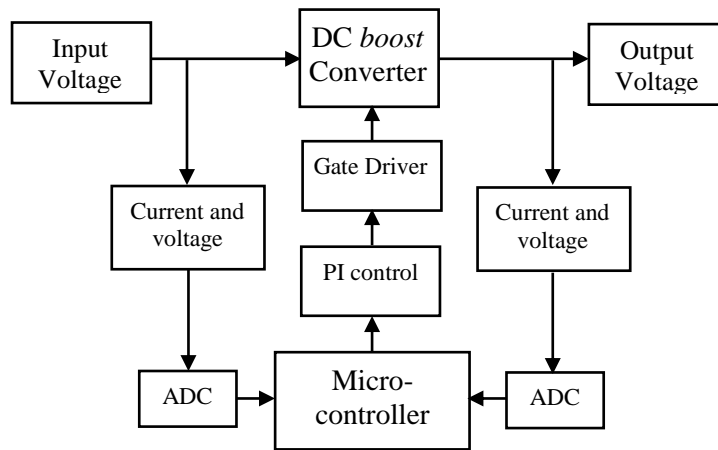 Input
Voltage
DC boost
Converter
Output
Voltage
Gate Driver
Current and
voltage
Current and
voltage
PI control
ADC
Micro-
controller
ADC